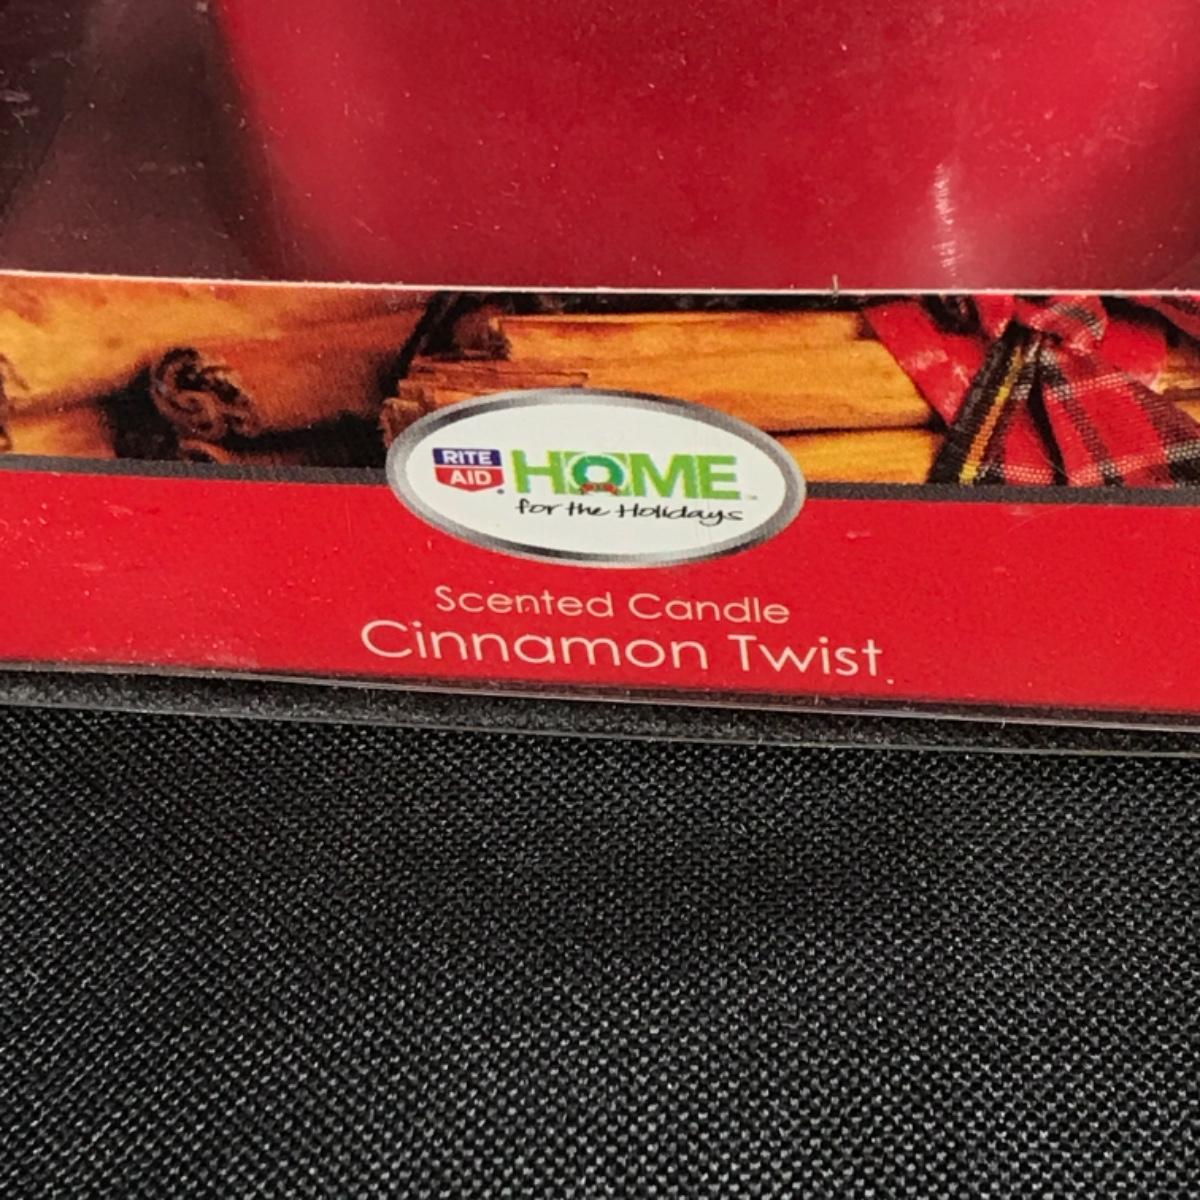 RITE
AID
HOME
for the Holidays
Scented Candle
Cinnamon Twist